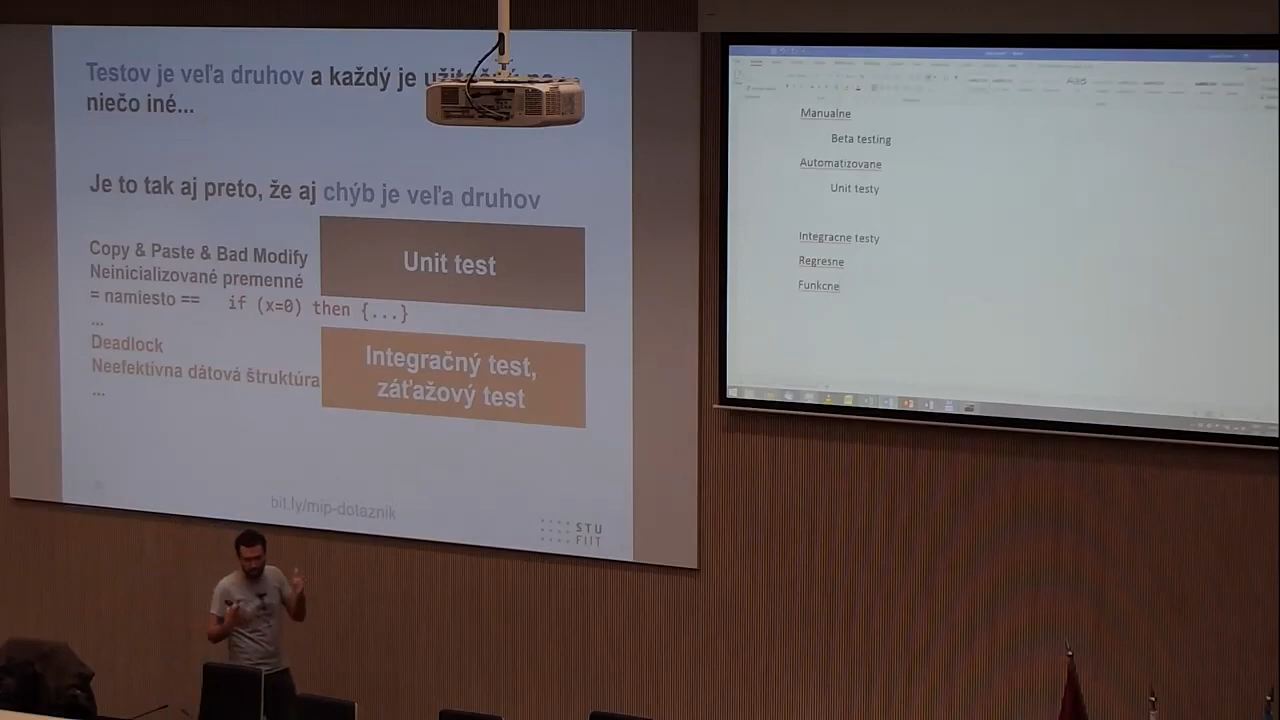 Testov je veľa druhov a každý je
niečo iné...
Je to tak aj preto, že aj chýb je veľa druhov
Copy & Paste & Bad Modify
Neinicializované premenné
= namiesto == if (x=0) then {...}
...
Deadlock
Neefektívna dátová štruktúra
...
Unit test
Integračný test,
záťažový test
bit.ly/mip-dotaznik
STU
FIIT
Manualne
Beta testing
Automatizovane
Unit testy
Integracne testy
Regresne
Funkcne